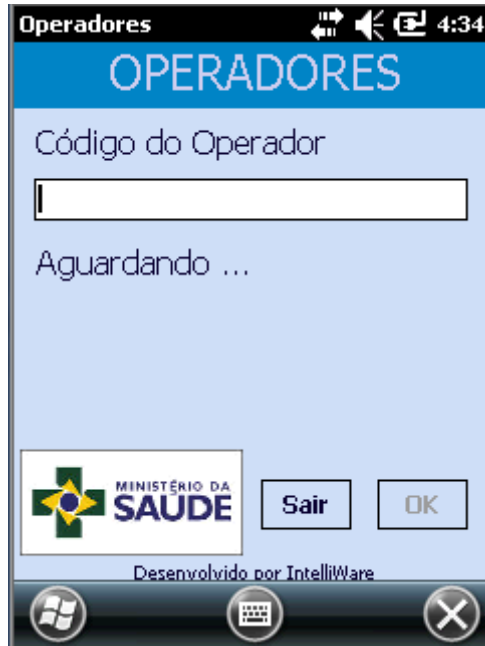 Operadores 4:34
OPERADORES
Código do Operador
Aguardando ...
MINISTÉRIO DA
SAÚDE
Sair OK
Desenvolvido por IntelliWare